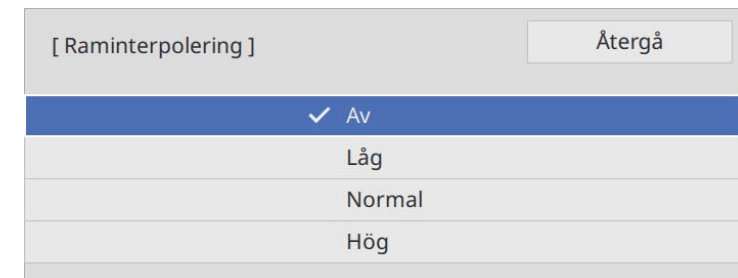 [ Raminterpolering ]
Återgå
Av
Låg
Normal
Hög